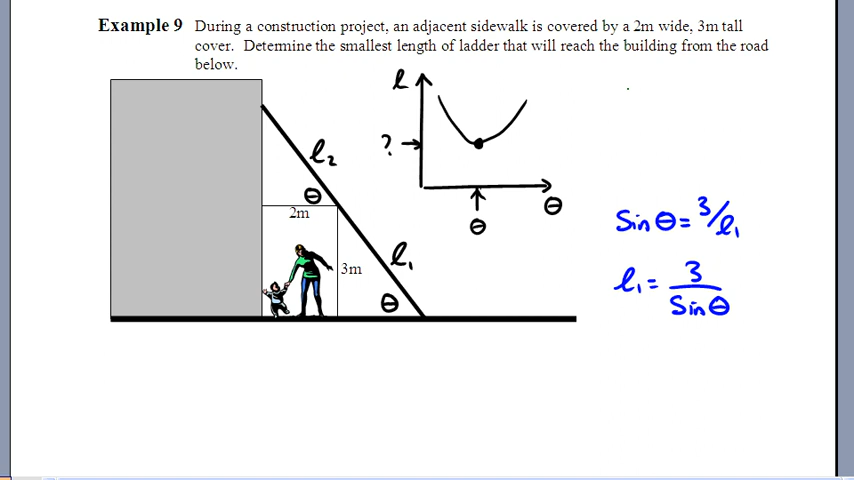 Example 9 During a construction project, an adjacent sidewalk is covered by a 2m wide, 3m tall
cover. Determine the smallest length of ladder that will reach the building from the road
below.
l
l₂
?
θ
2m
θ
θ
sin θ = 3/l₁
l₁
3m
l₁ = 3/sin θ
θ